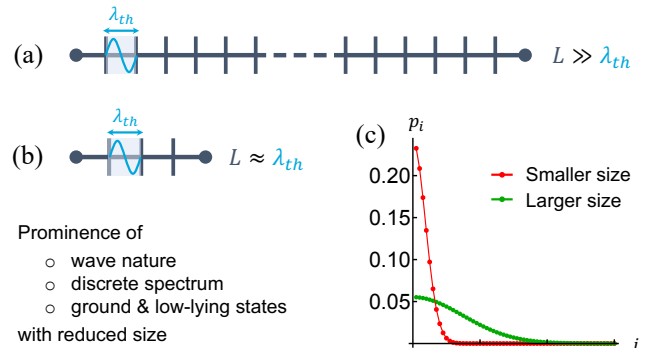 λth
(a)
L ≫ λth
λth
(b)
L ≈ λth
Prominence of
○ wave nature
○ discrete spectrum
○ ground & low-lying states
with reduced size
(c)
pi
Smaller size
Larger size
0.20
0.15
0.10
0.05
i